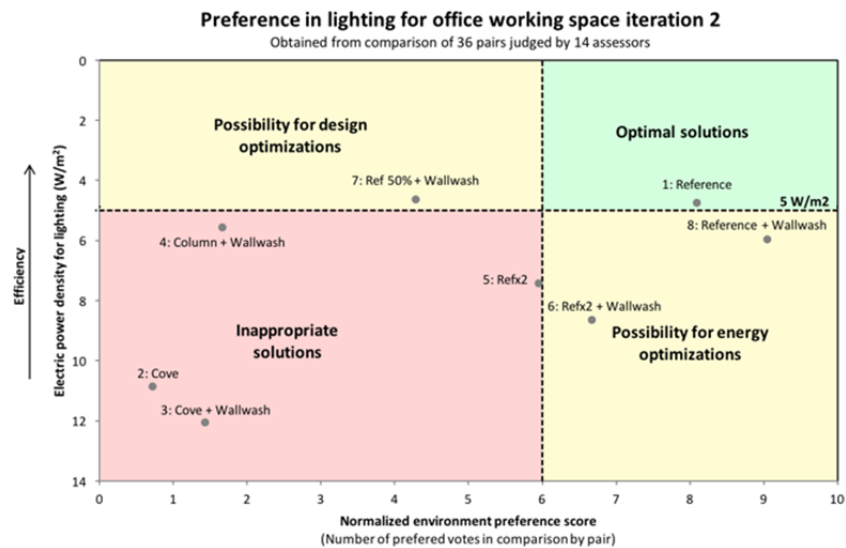 Preference in lighting for office working space iteration 2
Obtained from comparison of 36 pairs judged by 14 assessors
Efficiency
Electric power density for lighting (W/m²)
0
2
4
6
8
10
12
14
Possibility for design
optimizations
Optimal solutions
7: Ref 50% + Wallwash
1: Reference
5 W/m2
4: Column + Wallwash
8: Reference + Wallwash
5: Refx2
6: Refx2 + Wallwash
Inappropriate
solutions
Possibility for energy
optimizations
2: Cove
3: Cove + Wallwash
0 1 2 3 4 5 6 7 8 9 10
Normalized environment preference score
(Number of prefered votes in comparison by pair)